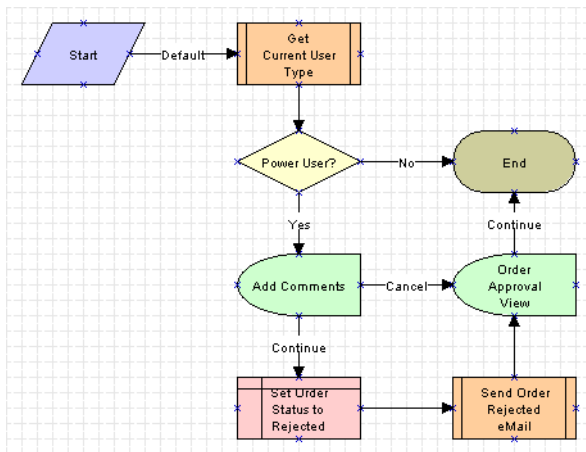 Start
Default
Get
Current User
Type
Power User?
No
End
Yes
Continue
Add Comments
Cancel
Order
Approval
View
Continue
Set Order
Status to
Rejected
Send Order
Rejected
eMail